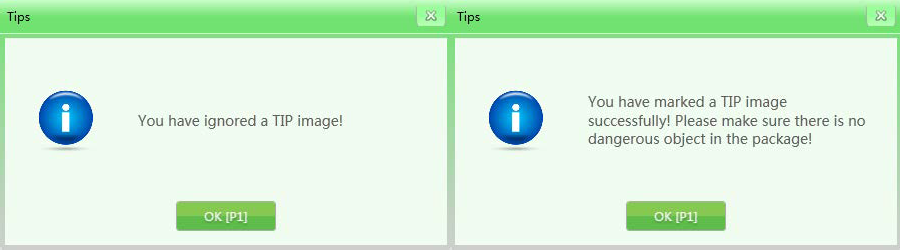 Tips
You have ignored a TIP image!
OK [P1]
Tips
You have marked a TIP image
successfully! Please make sure there is no
dangerous object in the package!
OK [P1]